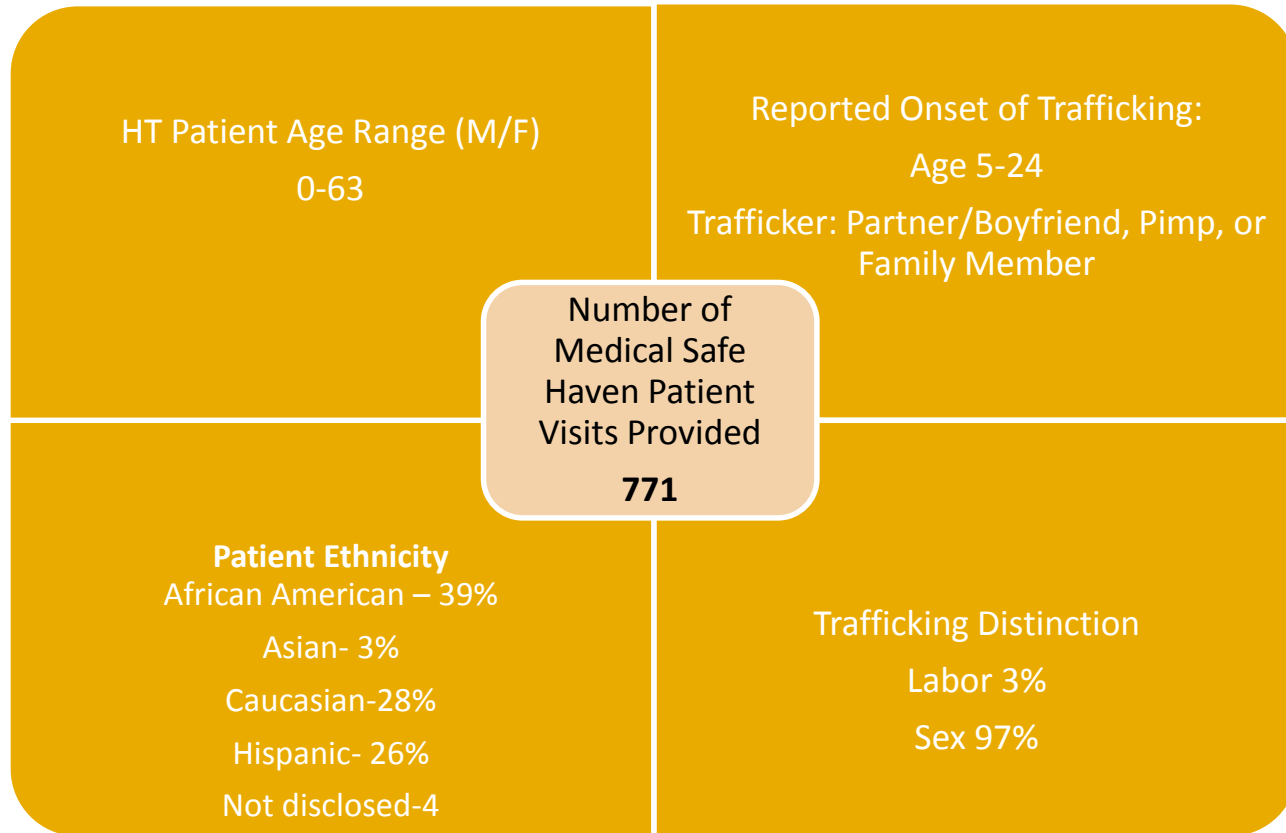 HT Patient Age Range (M/F)
0-63
Reported Onset of Trafficking:
Age 5-24
Trafficker: Partner/Boyfriend, Pimp, or
Family Member
Number of
Medical Safe
Haven Patient
Visits Provided
771
Patient Ethnicity
African American – 39%
Asian- 3%
Caucasian-28%
Hispanic- 26%
Not disclosed-4
Trafficking Distinction
Labor 3%
Sex 97%